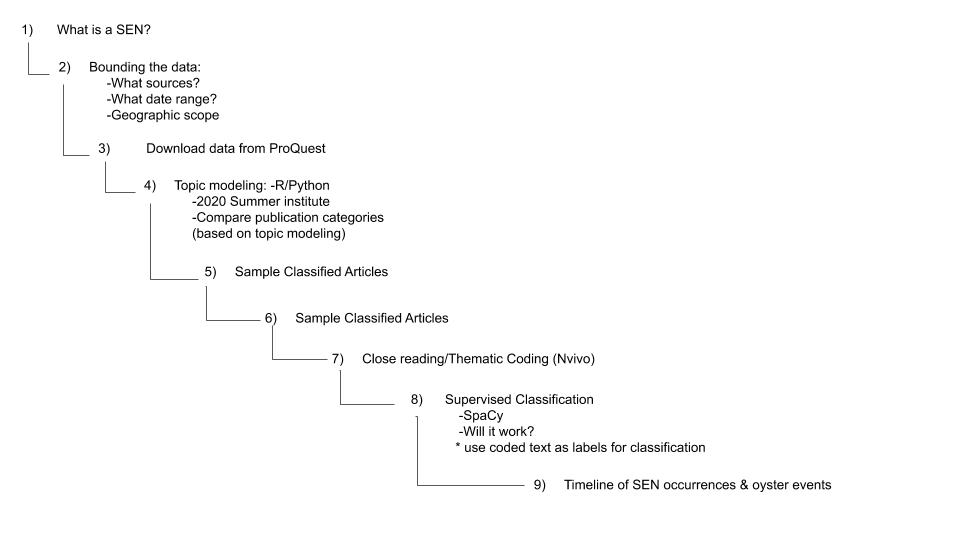 1) What is a SEN?
2) Bounding the data:
-What sources?
-What date range?
-Geographic scope
3) Download data from ProQuest
4) Topic modeling: -R/Python
-2020 Summer institute
-Compare publication categories
(based on topic modeling)
5) Sample Classified Articles
6) Sample Classified Articles
7) Close reading/Thematic Coding (Nvivo)
8) Supervised Classification
-SpaCy
-Will it work?
* use coded text as labels for classification
9) Timeline of SEN occurrences & oyster events